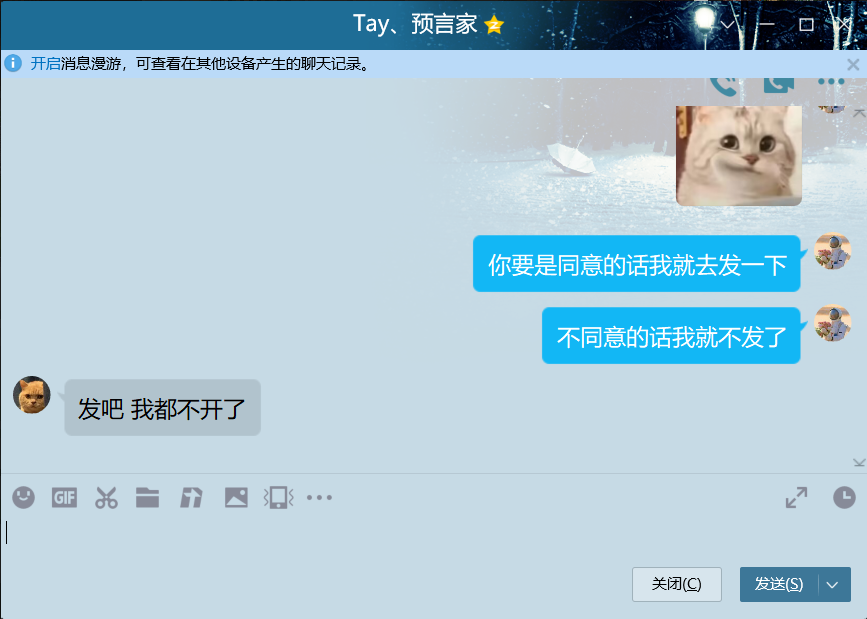 Tay、预言家
开启消息漫游，可查看在其他设备产生的聊天记录。
你要是同意的话我就去发一下
不同意的话我就不发了
发吧 我都不开了
GIF
关闭(C)
发送(S)